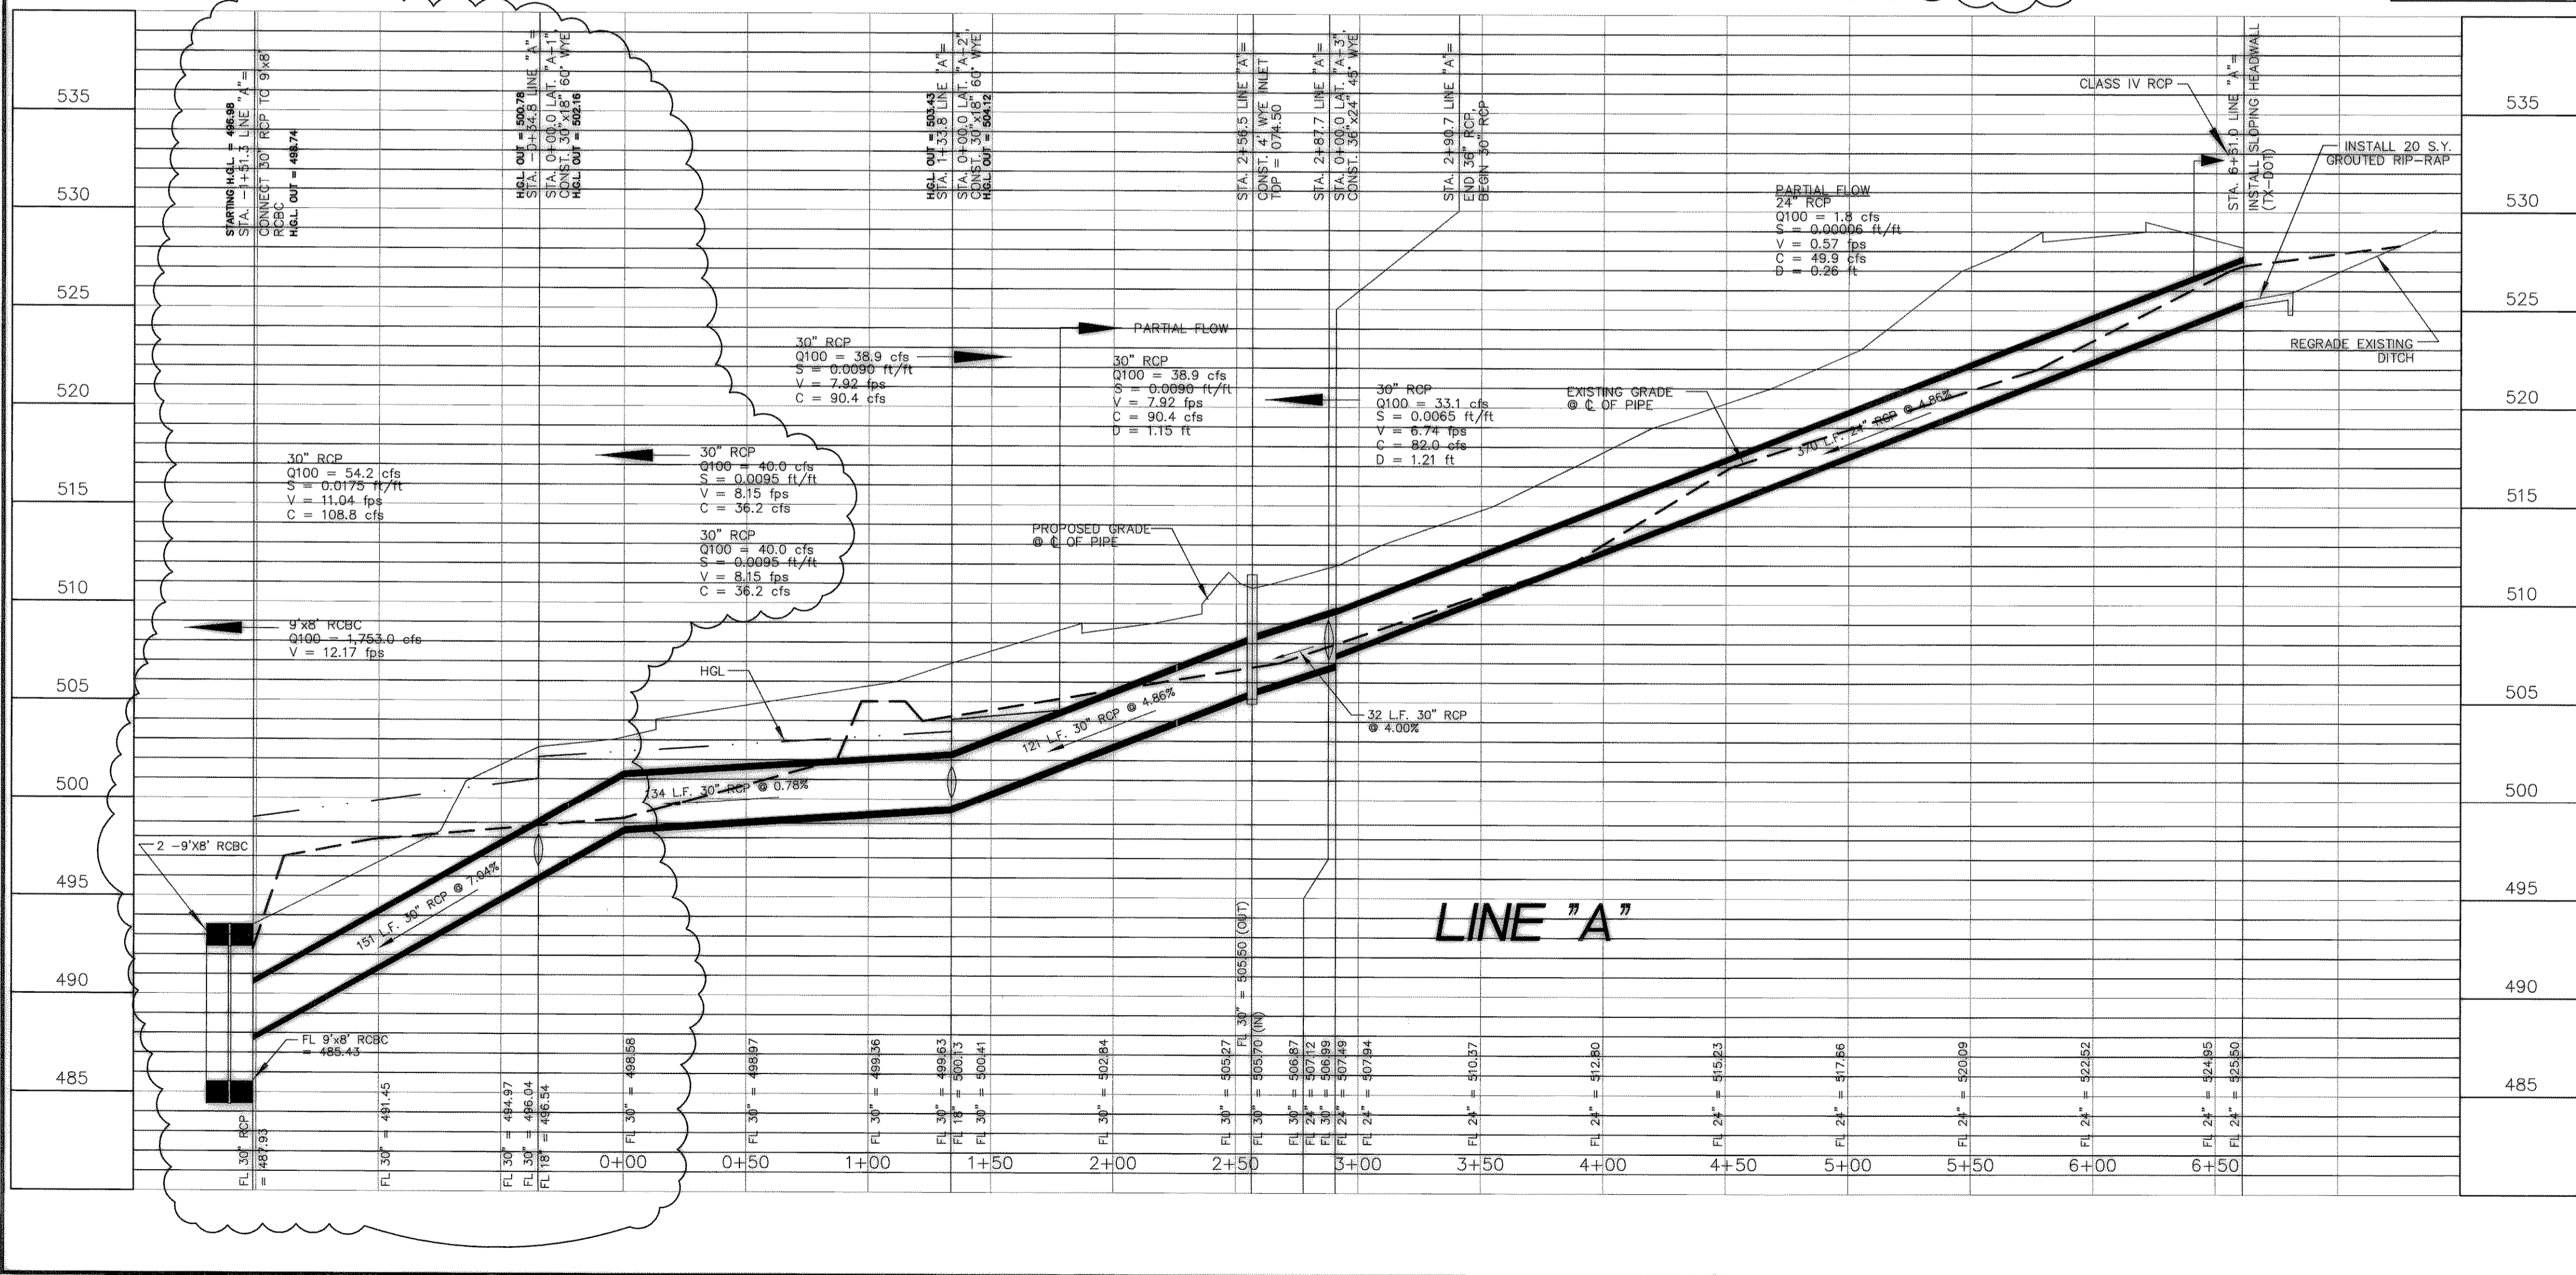 535
530
525
520
515
510
505
500
495
490
485
STARTING H.G.L. = 496.98
STA. -1+51.3 LINE "A"=
CONNECT 30" RCP TO 9'x8'
RCBC
H.G.L. OUT = 498.74
H.G.L. OUT = 500.78
STA. -0+34.8 LINE "A"=
STA. 0+00.0 LAT. "A-1",
CONST. 30"x18" 60° WYE
H.G.L. OUT = 502.16
H.G.L. OUT = 503.43
STA. 1+33.8 LINE "A"=
STA. 0+00.0 LAT. "A-2",
CONST. 30"x18" 60° WYE
H.G.L. OUT = 504.12
STA. 2+56.5 LINE "A"=
CONST. 4' WYE INLET
TOP = 074.50
STA. 2+87.7 LINE "A"=
STA. 0+00.0 LAT. "A-3",
CONST. 36"x24" 45° WYE
STA. 2+90.7 LINE "A"=
END 36" RCP,
BEGIN 30" RCP
CLASS IV RCP
STA. 6+61.0 LINE "A"=
INSTALL SLOPING HEADWALL
(TX-DOT)
INSTALL 20 S.Y.
GROUTED RIP-RAP
PARTIAL FLOW
24" RCP
Q100 = 1.8 cfs
S = 0.00006 ft/ft
V = 0.57 fps
C = 49.9 cfs
D = 0.26 ft
REGRADE EXISTING
DITCH
PARTIAL FLOW
30" RCP
Q100 = 38.9 cfs
S = 0.0090 ft/ft
V = 7.92 fps
C = 90.4 cfs
30" RCP
Q100 = 38.9 cfs
S = 0.0090 ft/ft
V = 7.92 fps
C = 90.4 cfs
D = 1.15 ft
30" RCP
Q100 = 33.1 cfs
S = 0.0065 ft/ft
V = 6.74 fps
C = 82.0 cfs
D = 1.21 ft
EXISTING GRADE
@ ℄ OF PIPE
370 L.F. 24" RCP @ 4.86%
30" RCP
Q100 = 54.2 cfs
S = 0.0175 ft/ft
V = 11.04 fps
C = 108.8 cfs
30" RCP
Q100 = 40.0 cfs
S = 0.0095 ft/ft
V = 8.15 fps
C = 36.2 cfs
30" RCP
Q100 = 40.0 cfs
S = 0.0095 ft/ft
V = 8.15 fps
C = 36.2 cfs
PROPOSED GRADE
@ ℄ OF PIPE
9'x8' RCBC
Q100 = 1,753.0 cfs
V = 12.17 fps
HGL
121 L.F. 30" RCP @ 4.86%
32 L.F. 30" RCP
@ 4.00%
134 L.F. 30" RCP @ 0.78%
2 -9'X8' RCBC
151 L.F. 30" RCP @ 7.04%
LINE "A"
FL 9'x8' RCBC
= 485.43
FL 30" RCP
= 487.93
FL 30" = 491.45
FL 30" = 494.97
FL 30" = 496.04
FL 18" = 496.54
FL 30" = 498.58
FL 30" = 498.97
FL 30" = 499.36
FL 30" = 499.63
FL 18" = 500.13
FL 30" = 500.41
FL 30" = 502.84
FL 30" = 505.27
FL 30" = 505.50 (OUT)
FL 30" = 505.70 (IN)
FL 30" = 506.87
FL 24" = 507.12
FL 30" = 506.99
FL 24" = 507.49
FL 24" = 507.94
FL 24" = 510.37
FL 24" = 512.80
FL 24" = 515.23
FL 24" = 517.66
FL 24" = 520.09
FL 24" = 522.52
FL 24" = 524.95
FL 24" = 525.50
0+00
0+50
1+00
1+50
2+00
2+50
3+00
3+50
4+00
4+50
5+00
5+50
6+00
6+50
535
530
525
520
515
510
505
500
495
490
485